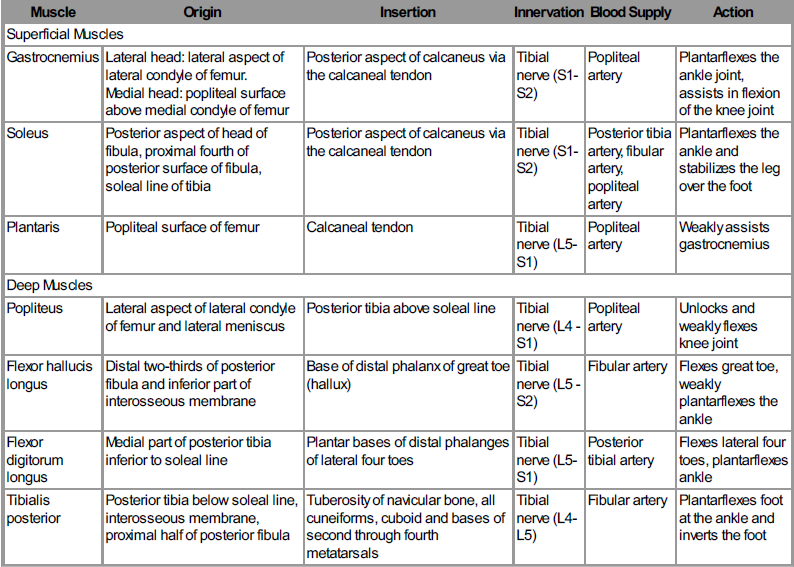 Muscle Origin Insertion Innervation Blood Supply Action
Superficial Muscles
Gastrocnemius
Lateral head: lateral aspect of
lateral condyle of femur.
Medial head: popliteal surface
above medial condyle of femur
Posterior aspect of calcaneus via
the calcaneal tendon
Tibial
nerve (S1-
S2)
Popliteal
artery
Plantarflexes the
ankle joint,
assists in flexion
of the knee joint
Soleus
Posterior aspect of head of
fibula, proximal fourth of
posterior surface of fibula,
soleal line of tibia
Posterior aspect of calcaneus via
the calcaneal tendon
Tibial
nerve (S1-
S2)
Posterior tibia
artery, fibular
artery,
popliteal
artery
Plantarflexes the
ankle and
stabilizes the leg
over the foot
Plantaris
Popliteal surface of femur
Calcaneal tendon
Tibial
nerve (L5-
S1)
Popliteal
artery
Weakly assists
gastrocnemius
Deep Muscles
Popliteus
Lateral aspect of lateral condyle
of femur and lateral meniscus
Posterior tibia above soleal line
Tibial
nerve (L4 -
S1)
Popliteal
artery
Unlocks and
weakly flexes
knee joint
Flexor hallucis
longus
Distal two-thirds of posterior
fibula and inferior part of
interosseous membrane
Base of distal phalanx of great toe
(hallux)
Tibial
nerve (L5 -
S2)
Fibular artery
Flexes great toe,
weakly
plantarflexes the
ankle
Flexor
digitorum
longus
Medial part of posterior tibia
inferior to soleal line
Plantar bases of distal phalanges
of lateral four toes
Tibial
nerve (L5-
S1)
Posterior
tibial artery
Flexes lateral four
toes, plantarflexes
ankle
Tibialis
posterior
Posterior tibia below soleal line,
interosseous membrane,
proximal half of posterior fibula
Tuberosity of navicular bone, all
cuneiforms, cuboid and bases of
second through fourth
metatarsals
Tibial
nerve (L4-
L5)
Fibular artery
Plantarflexes foot
at the ankle and
inverts the foot